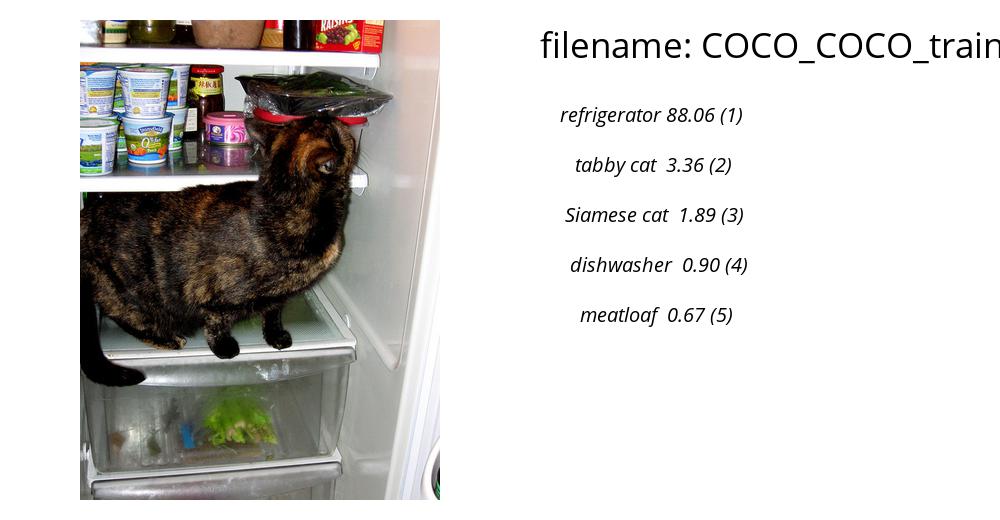 filename: COCO_COCO_train
refrigerator 88.06 (1)
tabby cat 3.36 (2)
Siamese cat 1.89 (3)
dishwasher 0.90 (4)
meatloaf 0.67 (5)
RAISINS